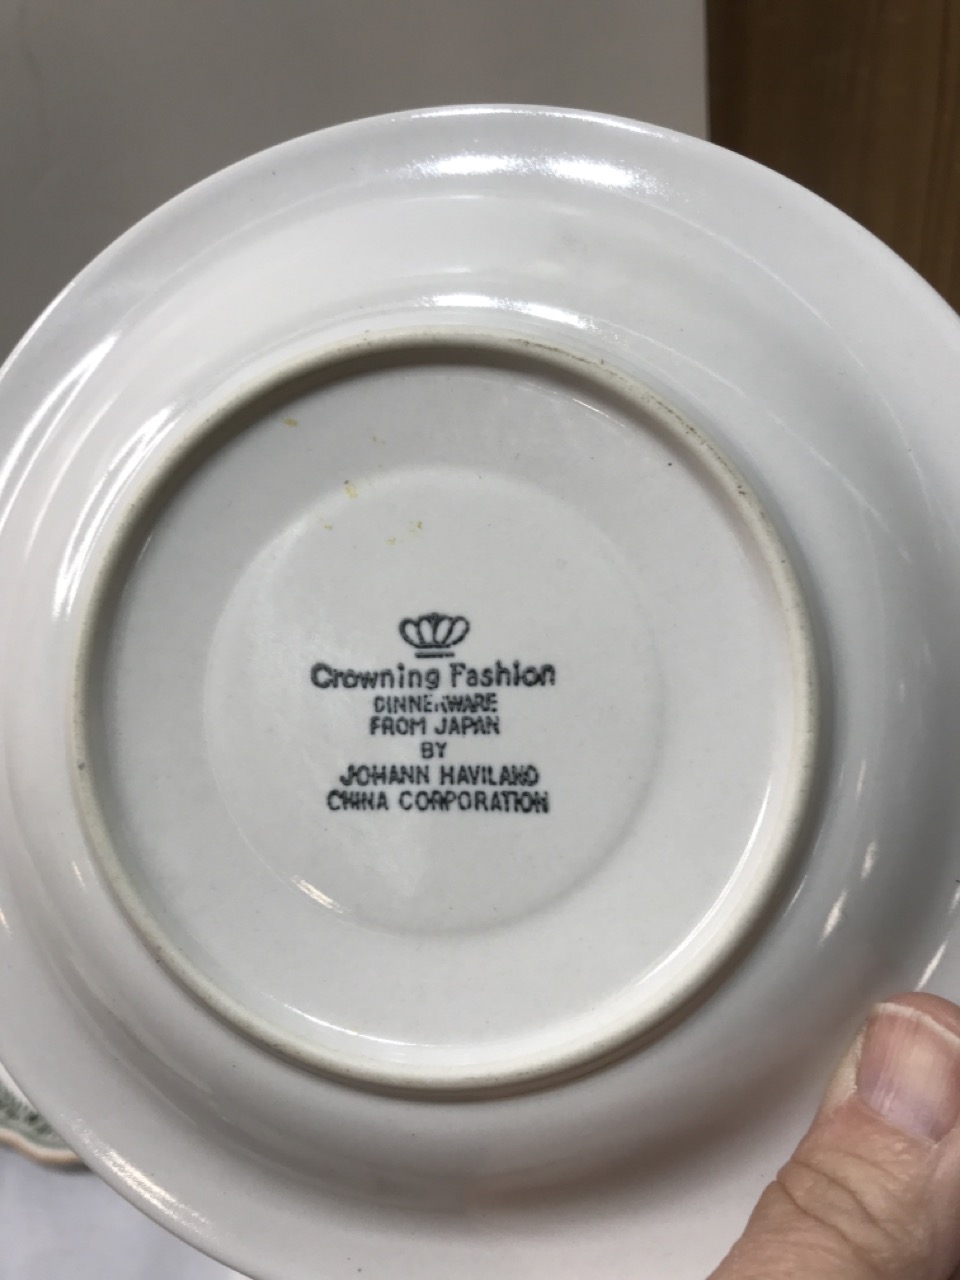 Crowning Fashion
DINNERWARE
FROM JAPAN
BY
JOHANN HAVILAND
CHINA CORPORATION